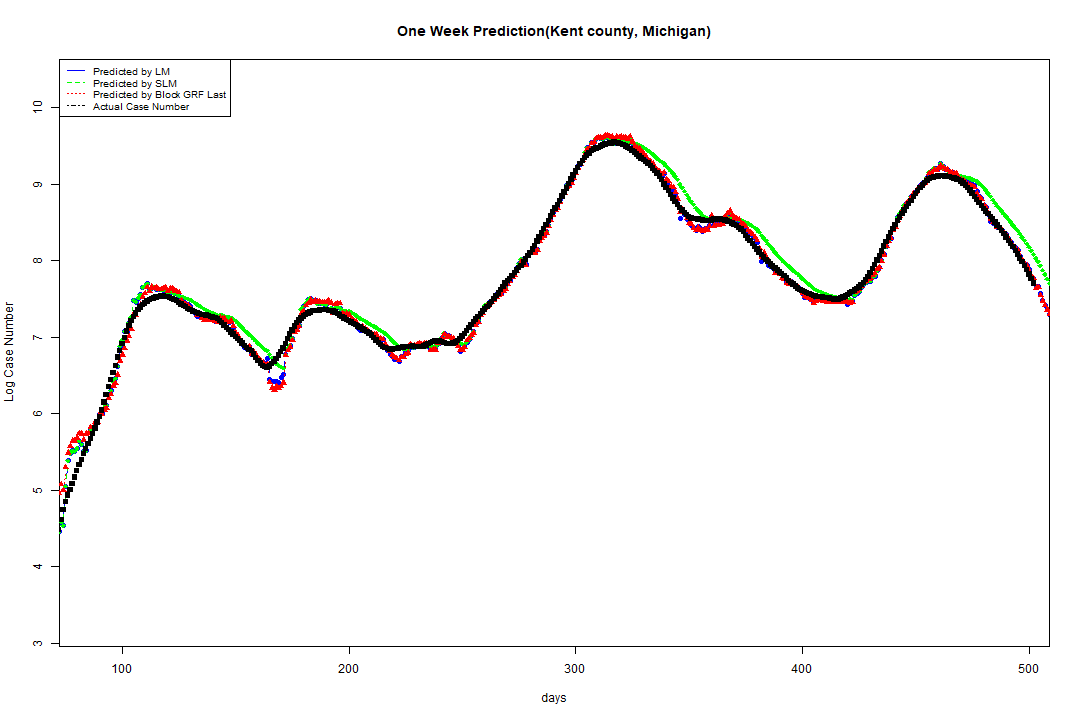 One Week Prediction(Kent county, Michigan)
Predicted by LM
Predicted by SLM
Predicted by Block GRF Last
Actual Case Number
10
9
8
7
6
5
4
3
Log Case Number
100 200 300 400 500
days